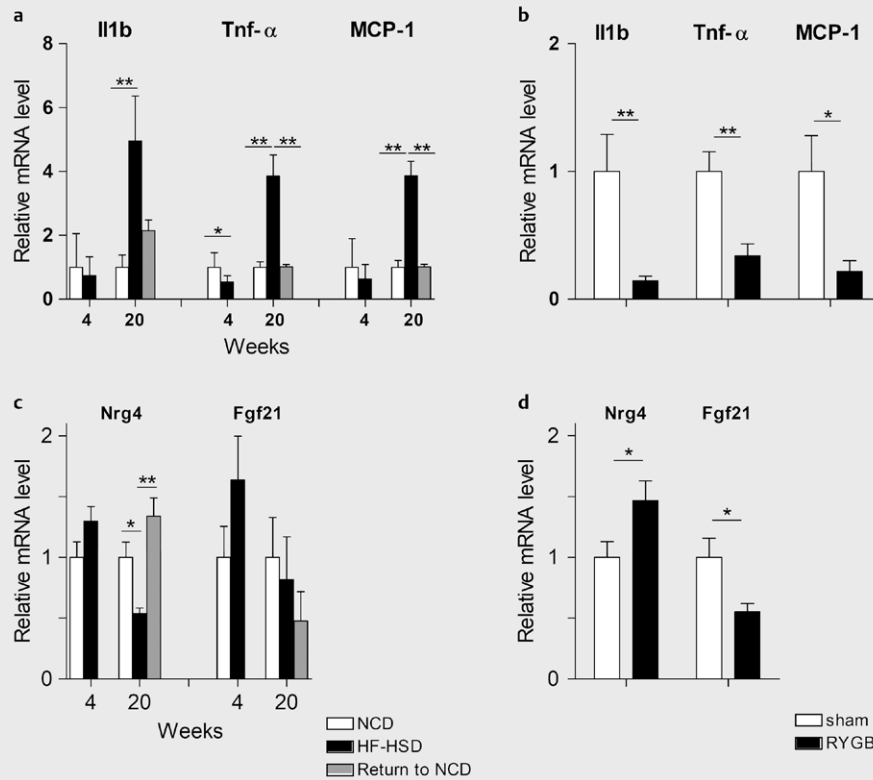 a
Il1b Tnf- α MCP-1
Relative mRNA level
8
6
4
2
0
** ** ** ** **
*
4 20 4 20 4 20
Weeks
b
Il1b Tnf- α MCP-1
Relative mRNA level
2
1
0
** ** *
c
Nrg4 Fgf21
Relative mRNA level
2
1
0
* **
4 20 4 20
Weeks
NCD
HF-HSD
Return to NCD
d
Nrg4 Fgf21
Relative mRNA level
2
1
0
* *
sham
RYGB